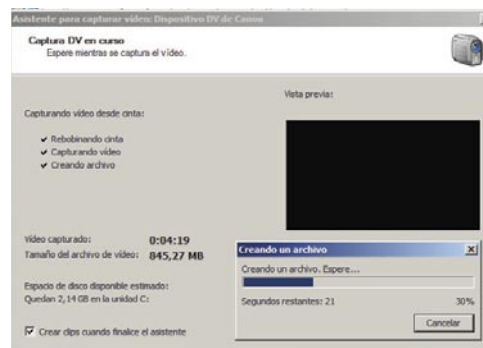 Asistente para capturar vídeo: Dispositivo DV de Canon
Captura DV en curso
Espere mientras se captura el vídeo.
Vista previa:
Capturando vídeo desde cinta:
Rebobinando cinta
Capturando vídeo
Creando archivo
Vídeo capturado: 0:04:19
Tamaño del archivo de vídeo: 845,27 MB
Creando un archivo
Creando un archivo. Espere...
Espacio de disco disponible estimado:
Quedan 2,14 GB en la unidad C:
Segundos restantes: 21 30%
Cancelar
Crear clips cuando finalice el asistente